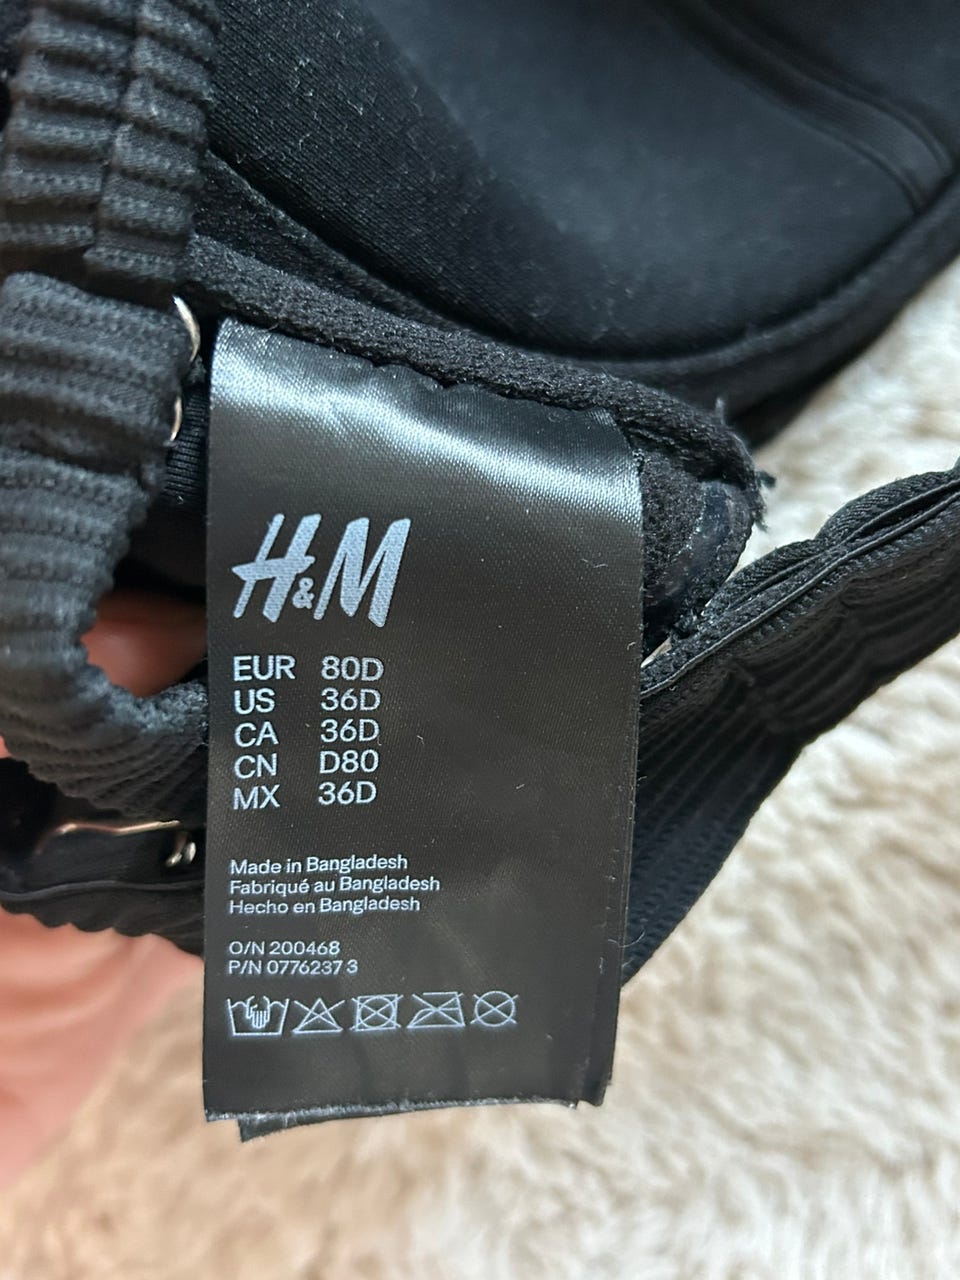 H&M
EUR 80D
US 36D
CA 36D
CN D80
MX 36D
Made in Bangladesh
Fabriqué au Bangladesh
Hecho en Bangladesh
O/N 200468
P/N 0776237 3